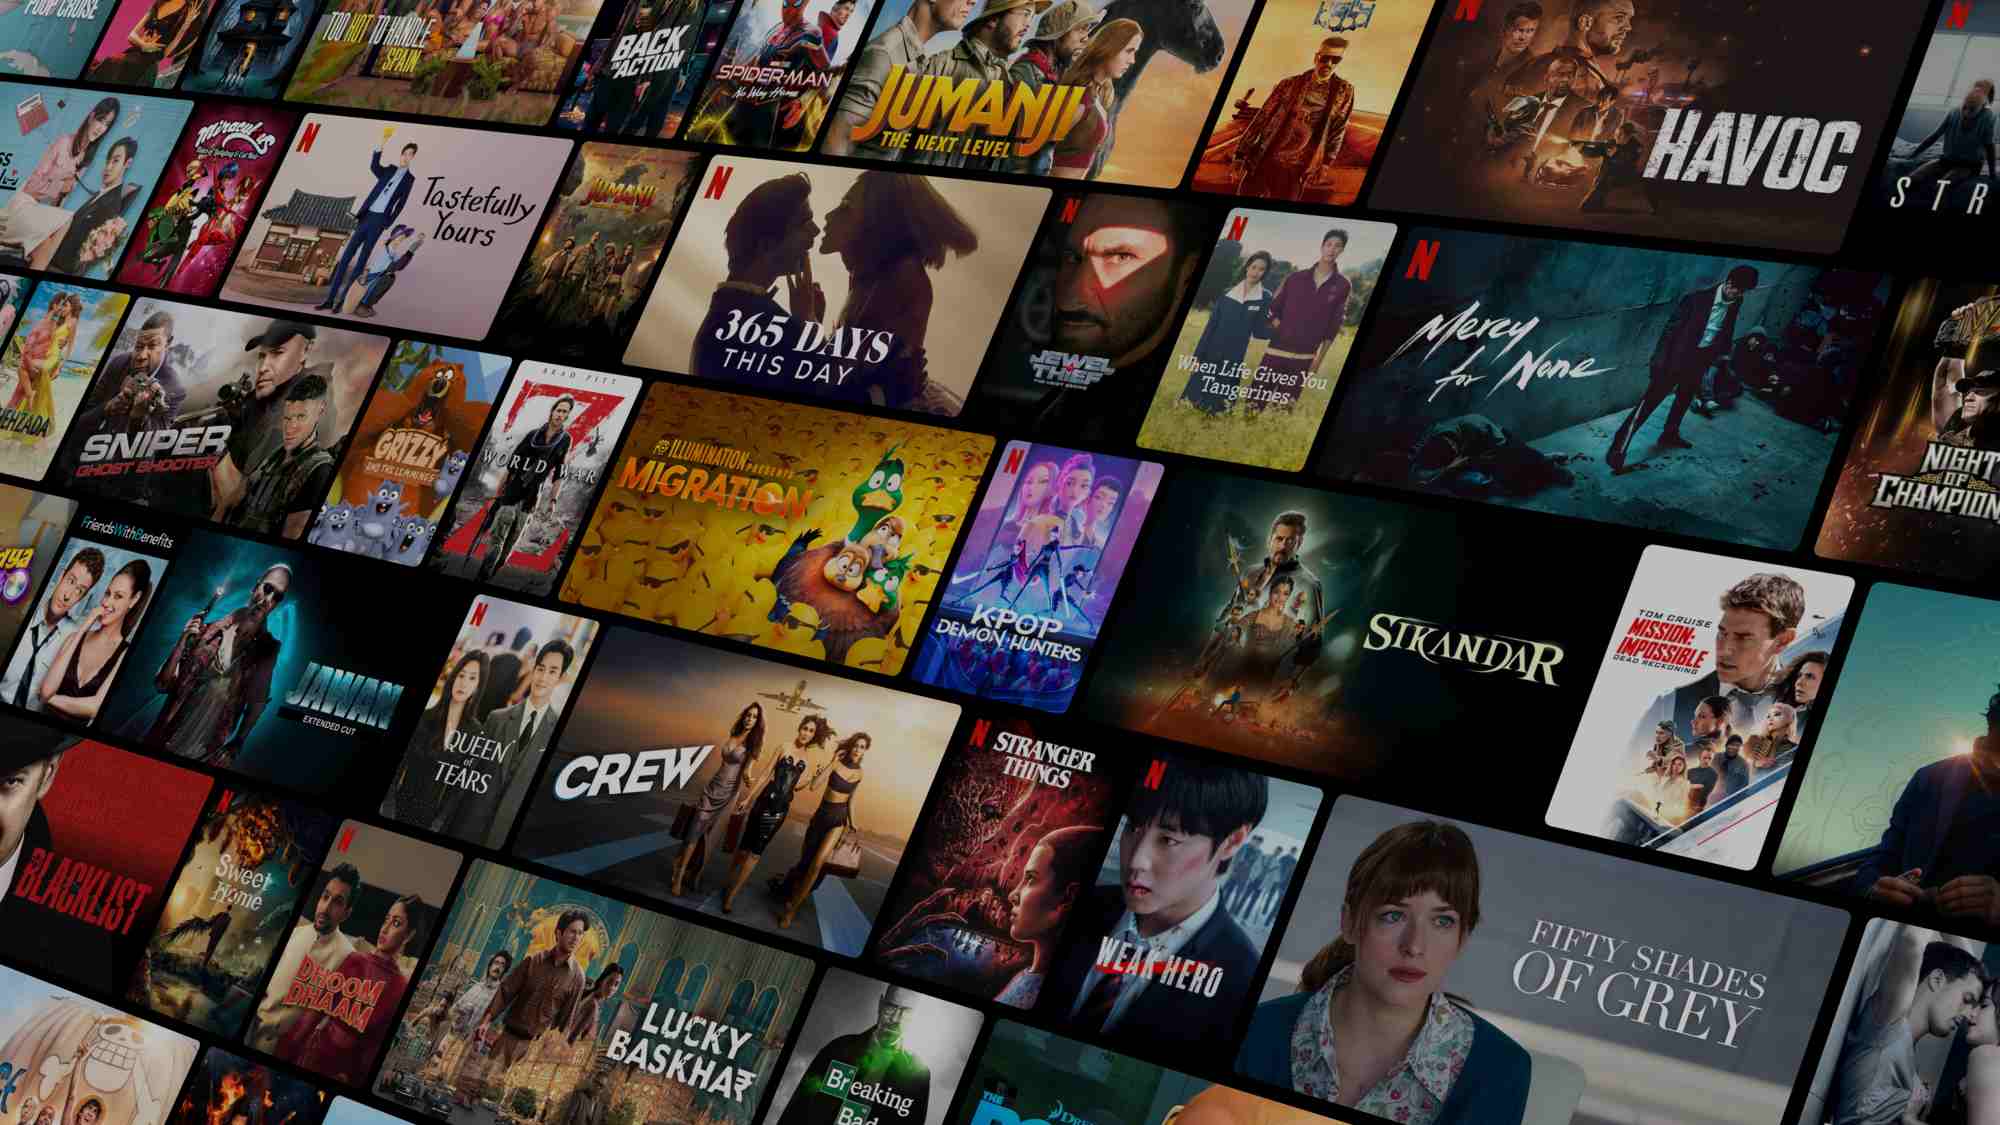 POOP CRUISE
TOO HOT TO HANDLE
SPAIN
BACK
IN ACTION
SPIDER-MAN
No Way Home
JUMANJI
THE NEXT LEVEL
N
HAVOC
N
STR
Miraculous
N
Tastefully
Yours
JUMANJI
N
365 DAYS
THIS DAY
N
JEWEL
THIEF
N
When Life Gives You
Tangerines
N
Mercy
for None
NIGHT
OF
CHAMPION
EHZADA
SNIPER
GHOST SHOOTER
GRIZZY
AND THE LEMMINGS
BRAD PITT
WORLD WAR
Z
ILLUMINATION PRESENTS
MIGRATION
N
K-POP
DEMON HUNTERS
SIKANDAR
TOM CRUISE
MISSION:
IMPOSSIBLE
DEAD RECKONING
FriendsWithBenefits
JAWAN
EXTENDED CUT
N
QUEEN
of
TEARS
CREW
N
STRANGER
THINGS
N
WEAK HERO
FIFTY SHADES
OF GREY
BLACKLIST
N
Sweet
Home
N
DHOOM
DHAAM
LUCKY
BASKHAR
Breaking
Bad
THE